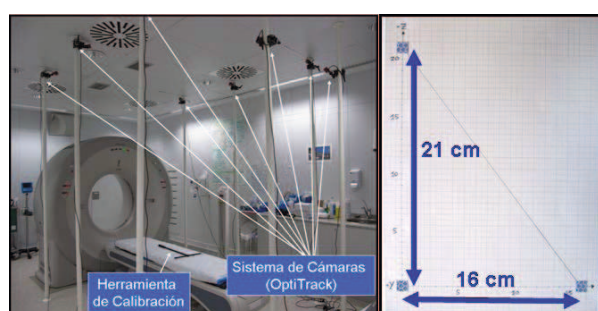 Herramienta
de Calibración
Sistema de Cámaras
(OptiTrack)
21 cm
16 cm